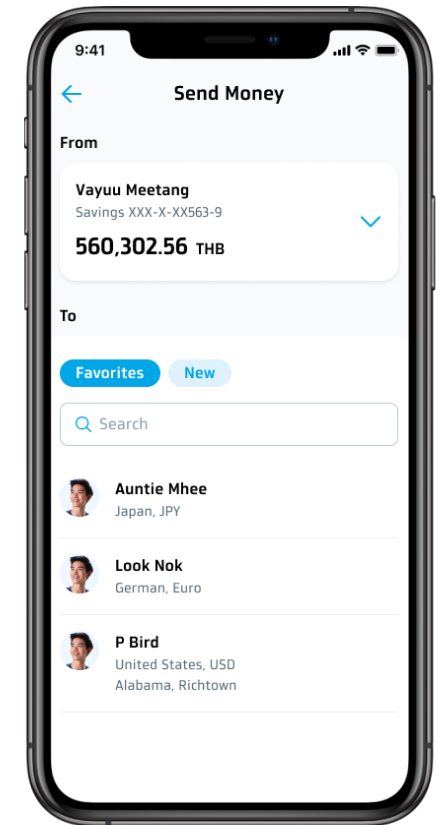 9:41
Send Money
From
Vayuu Meetang
Savings XXX-X-XX563-9
560,302.56 THB
To
Favorites New
Search
Auntie Mhee
Japan, JPY
Look Nok
German, Euro
P Bird
United States, USD
Alabama, Richtown